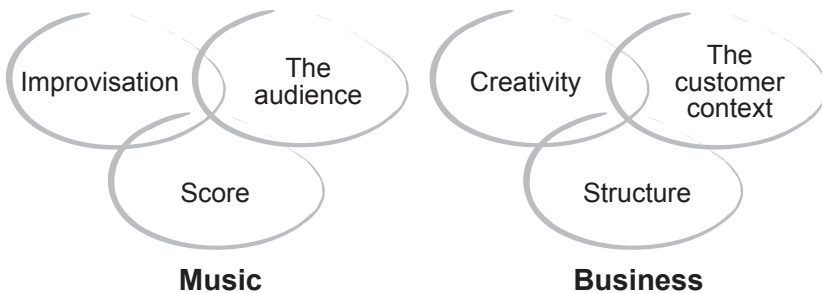 Improvisation
The
audience
Score
Music
Creativity
The
customer
context
Structure
Business